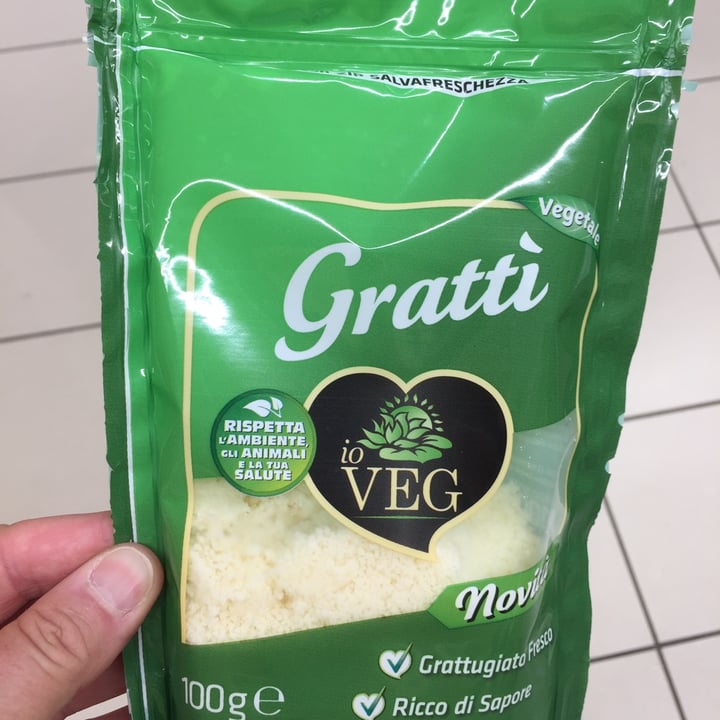 SALVAFRESCHEZZA
Vegetale
Grattì
RISPETTA
L'AMBIENTE,
GLI ANIMALI
E LA TUA
SALUTE
io
VEG
Novità
Grattugiato Fresco
100g e
Ricco di Sapore